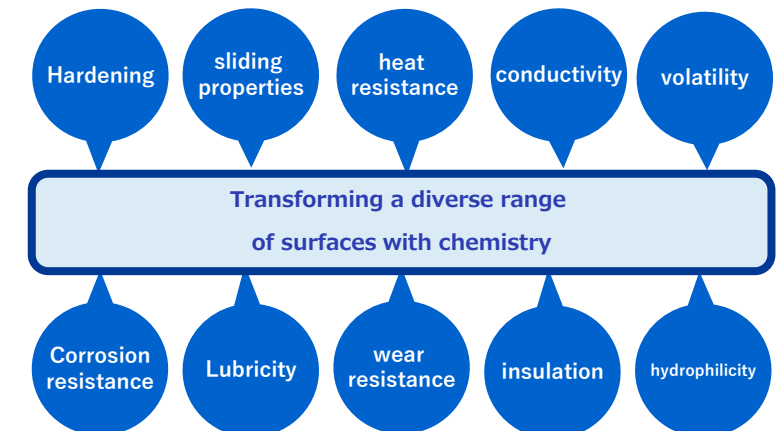 Hardening
sliding
properties
heat
resistance
conductivity
volatility
Transforming a diverse range
of surfaces with chemistry
Corrosion
resistance
Lubricity
wear
resistance
insulation
hydrophilicity